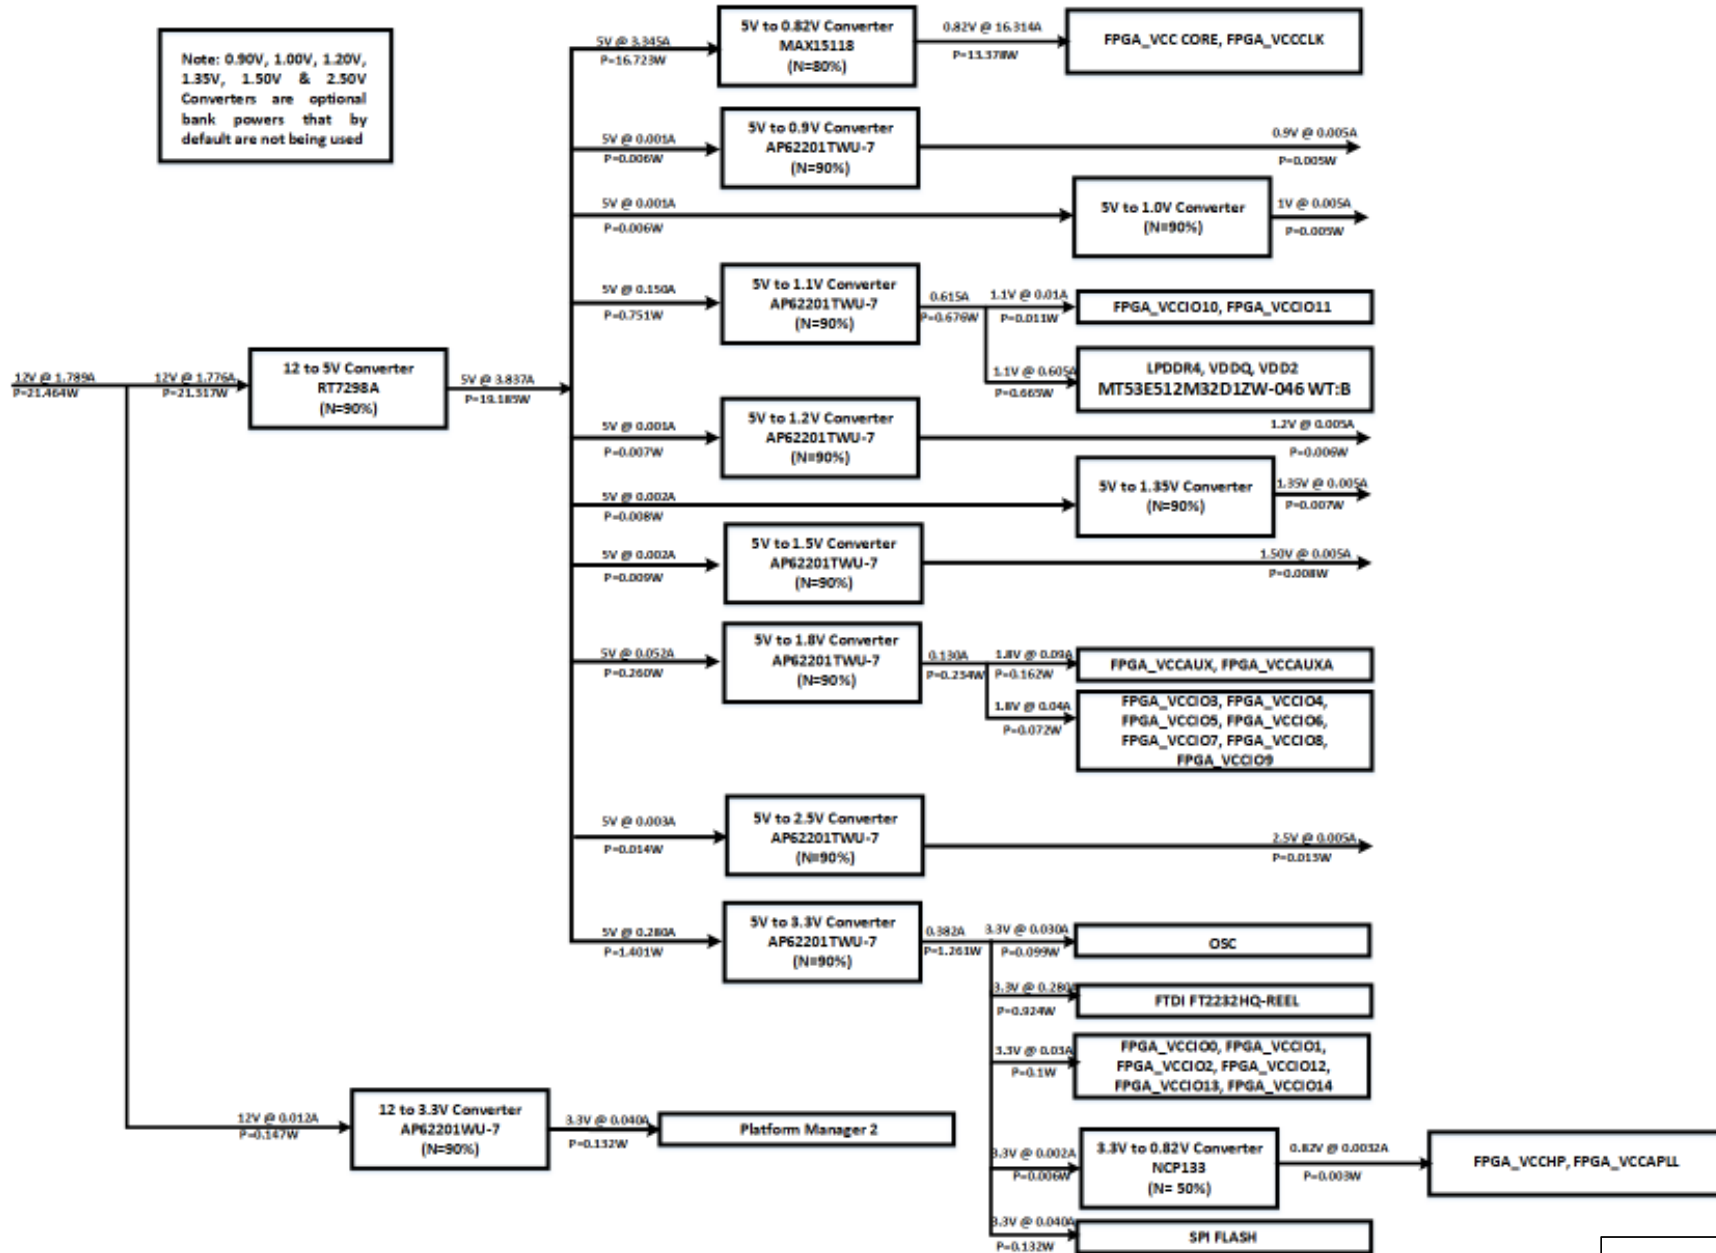 Note: 0.90V, 1.00V, 1.20V,
1.35V, 1.50V & 2.50V
Converters are optional
bank powers that by
default are not being used
5V @ 3.345A
P=16.723W
5V to 0.82V Converter
MAX15118
(N=80%)
0.82V @ 16.314A
P=13.378W
FPGA_VCC CORE, FPGA_VCCCLK
5V @ 0.001A
P=0.006W
5V to 0.9V Converter
AP62201TWU-7
(N=90%)
0.9V @ 0.005A
P=0.005W
5V @ 0.001A
P=0.006W
5V to 1.0V Converter
(N=90%)
1V @ 0.005A
P=0.005W
5V @ 0.150A
P=0.751W
5V to 1.1V Converter
AP62201TWU-7
(N=90%)
0.615A
P=0.676W
1.1V @ 0.01A
P=0.011W
FPGA_VCCIO10, FPGA_VCCIO11
1.1V @ 0.605A
P=0.665W
LPDDR4, VDDQ, VDD2
MT53E512M32D1ZW-046 WT:B
12V @ 1.789A
P=21.464W
12V @ 1.776A
P=21.317W
12 to 5V Converter
RT7298A
(N=90%)
5V @ 3.837A
P=19.185W
5V @ 0.001A
P=0.007W
5V to 1.2V Converter
AP62201TWU-7
(N=90%)
1.2V @ 0.005A
P=0.006W
5V @ 0.002A
P=0.008W
5V to 1.35V Converter
(N=90%)
1.35V @ 0.005A
P=0.007W
5V @ 0.002A
P=0.009W
5V to 1.5V Converter
AP62201TWU-7
(N=90%)
1.50V @ 0.005A
P=0.008W
5V @ 0.052A
P=0.260W
5V to 1.8V Converter
AP62201TWU-7
(N=90%)
0.130A
P=0.234W
1.8V @ 0.09A
P=0.162W
FPGA_VCCAUX, FPGA_VCCAUXA
1.8V @ 0.04A
P=0.072W
FPGA_VCCIO3, FPGA_VCCIO4,
FPGA_VCCIO5, FPGA_VCCIO6,
FPGA_VCCIO7, FPGA_VCCIO8,
FPGA_VCCIO9
5V @ 0.003A
P=0.014W
5V to 2.5V Converter
AP62201TWU-7
(N=90%)
2.5V @ 0.005A
P=0.013W
5V @ 0.280A
P=1.401W
5V to 3.3V Converter
AP62201TWU-7
(N=90%)
0.382A
P=1.261W
3.3V @ 0.030A
P=0.099W
OSC
3.3V @ 0.280A
P=0.924W
FTDI FT2232HQ-REEL
3.3V @ 0.03A
P=0.1W
FPGA_VCCIO0, FPGA_VCCIO1,
FPGA_VCCIO2, FPGA_VCCIO12,
FPGA_VCCIO13, FPGA_VCCIO14
12V @ 0.012A
P=0.147W
12 to 3.3V Converter
AP62201WU-7
(N=90%)
3.3V @ 0.040A
P=0.132W
Platform Manager 2
3.3V @ 0.002A
P=0.006W
3.3V to 0.82V Converter
NCP133
(N= 50%)
0.82V @ 0.0032A
P=0.003W
FPGA_VCCHP, FPGA_VCCAPLL
3.3V @ 0.040A
P=0.132W
SPI FLASH